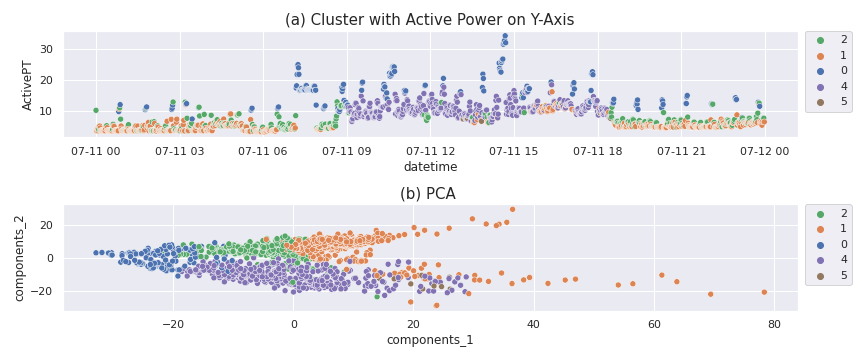 (a) Cluster with Active Power on Y-Axis
30
20
10
ActivePT
07-11 00 07-11 03 07-11 06 07-11 09 07-11 12 07-11 15 07-11 18 07-11 21 07-12 00
datetime
2
1
0
4
5
(b) PCA
20
0
−20
components_2
−20 0 20 40 60 80
components_1
2
1
0
4
5